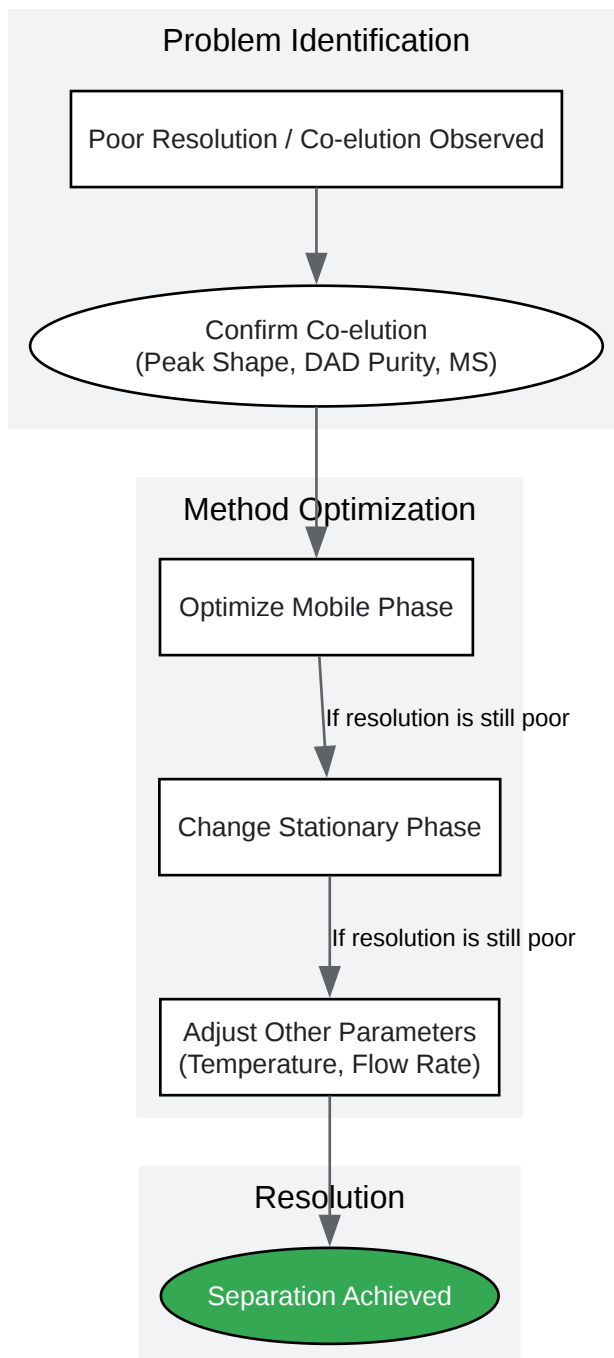 Problem Identification
Poor Resolution / Co-elution Observed
Confirm Co-elution
(Peak Shape, DAD Purity, MS)
Method Optimization
Optimize Mobile Phase
If resolution is still poor
Change Stationary Phase
If resolution is still poor
Adjust Other Parameters
(Temperature, Flow Rate)
Resolution
Separation Achieved